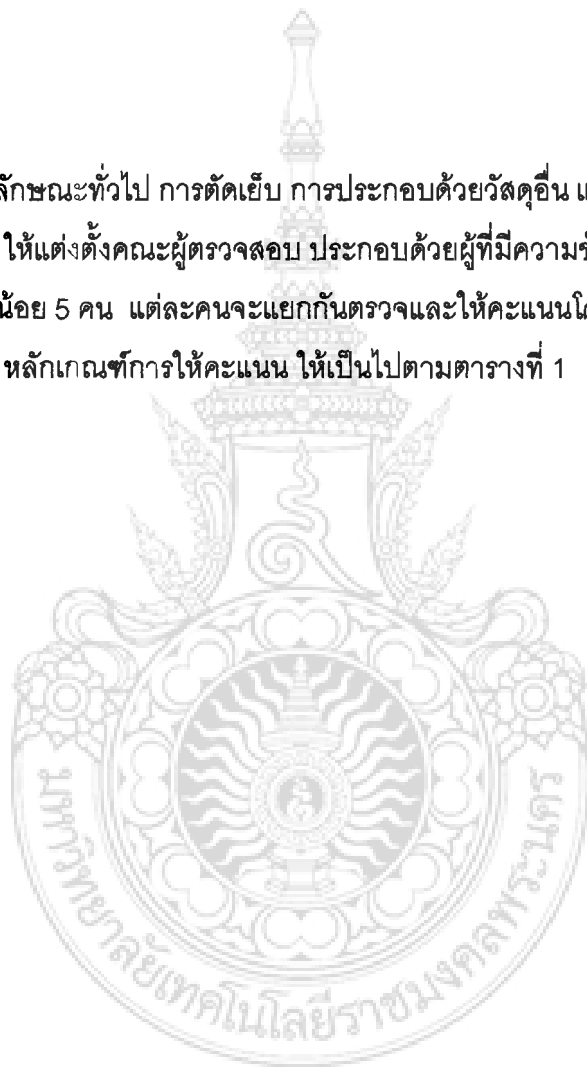 ลักษณะทั่วไป การตัดเย็บ การประกอบด้วยวัสดุอื่น
ให้แต่งตั้งคณะผู้ตรวจสอบ ประกอบด้วยผู้ที่มีความ
น้อย 5 คน แต่ละคนจะแยกกันตรวจและให้คะแนน
หลักเกณฑ์การให้คะแนน ให้เป็นไปตามตารางที่ 1
มหาวิทยาลัยเทคโนโลยีราชมงคลพระนคร